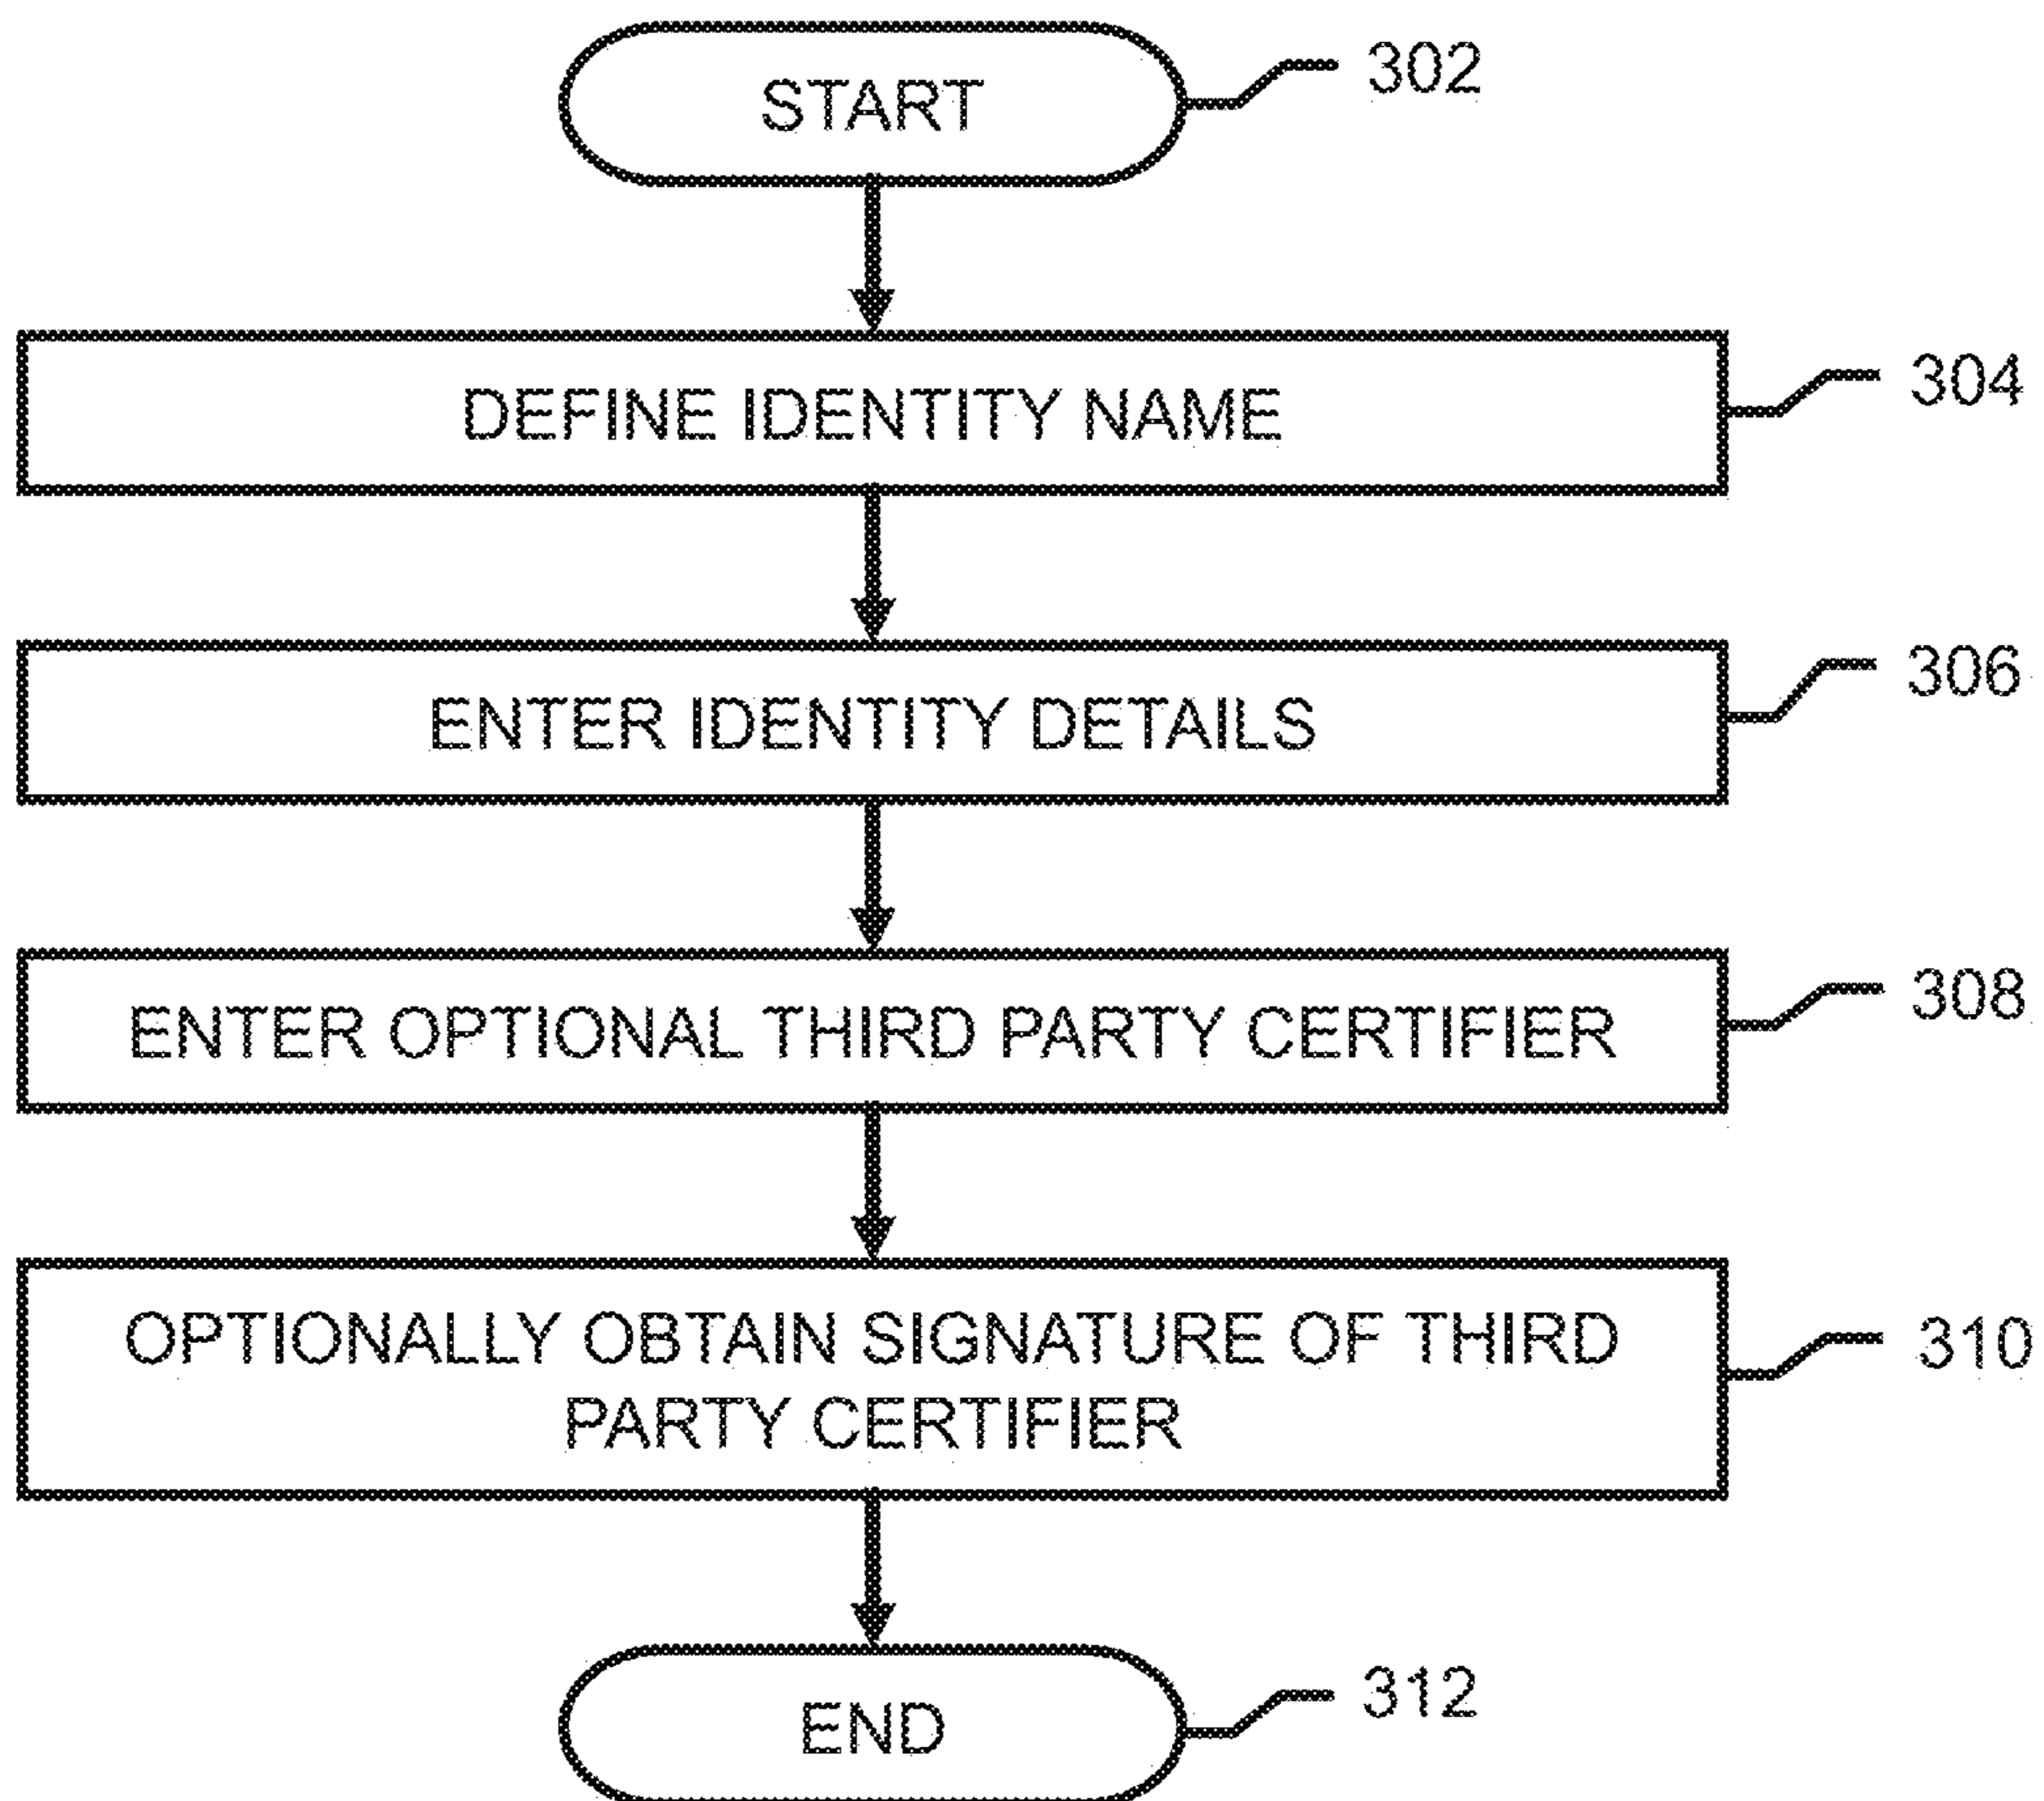 START
302
DEFINE IDENTITY NAME
304
ENTER IDENTITY DETAILS
306
ENTER OPTIONAL THIRD PARTY CERTIFIER
308
OPTIONALLY OBTAIN SIGNATURE OF THIRD
PARTY CERTIFIER
310
END
312